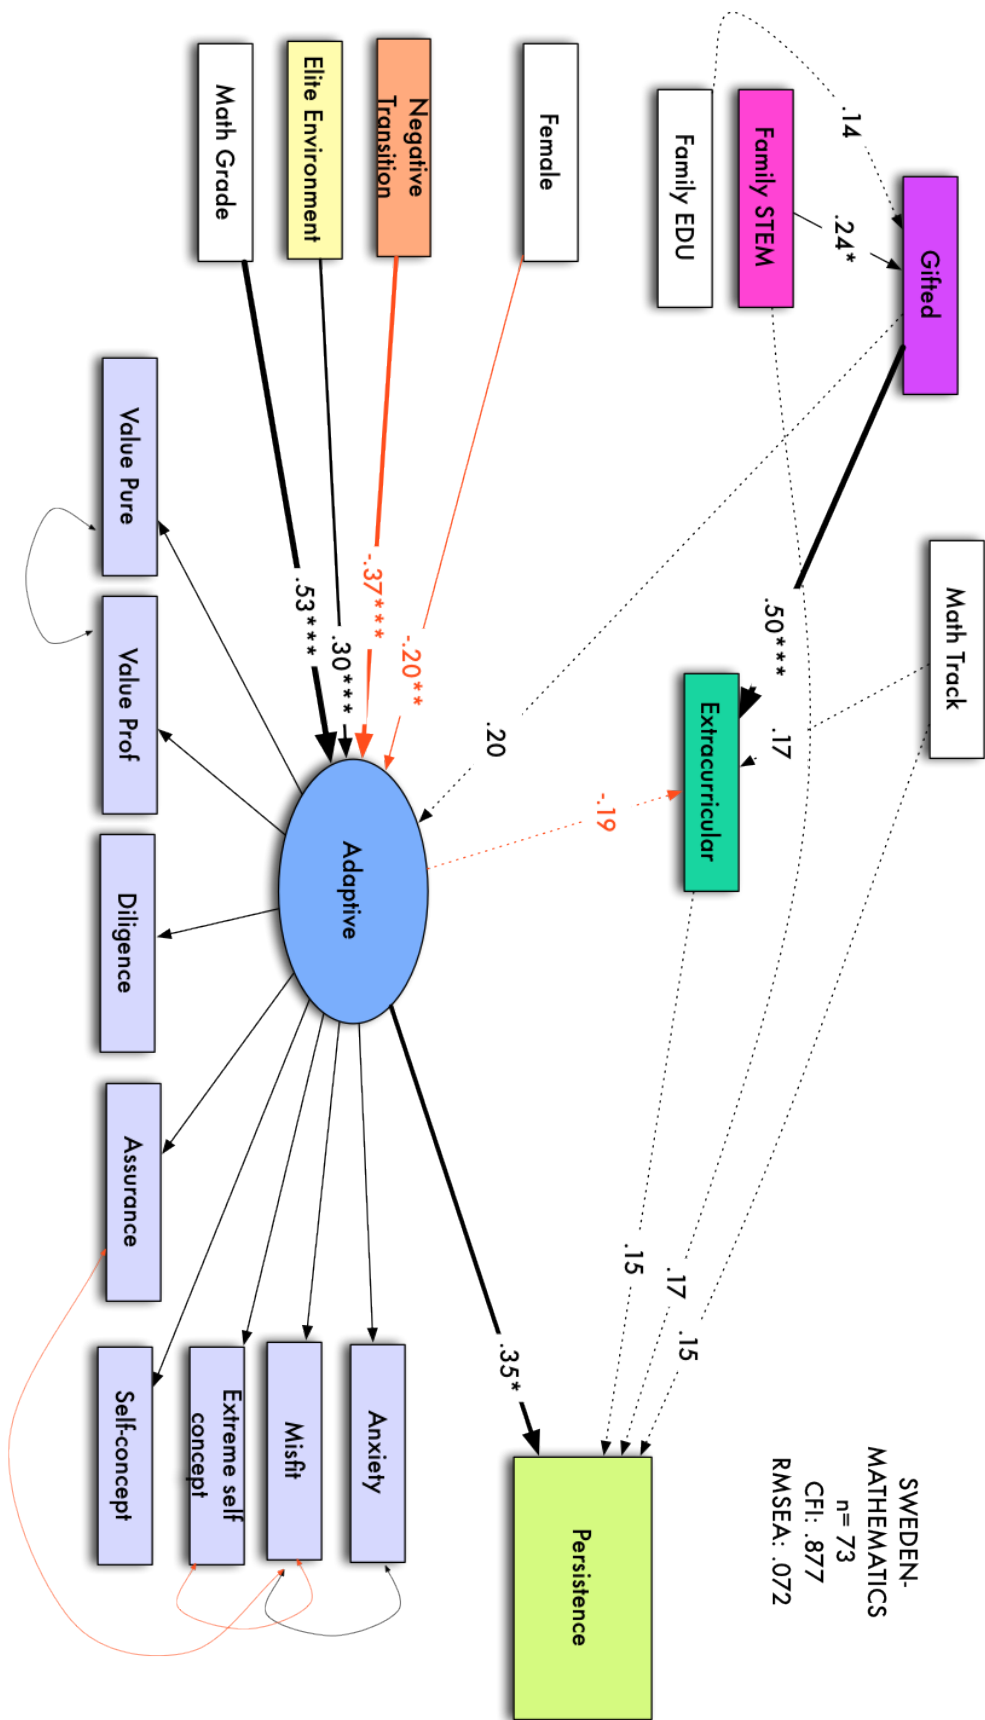 SWEDEN-
MATHEMATICS
n= 73
CFI: .877
RMSEA: .072
Gifted
Math Track
Family STEM
Family EDU
.14
.24*
.50***
.17
Extracurricular
Female
Negative
Transition
Elite Environment
Math Grade
.20
-.19
-.20**
-.37***
.30***
.53***
Adaptive
.15
.17
.15
.35*
Persistence
Value Pure
Value Prof
Diligence
Assurance
Self-concept
Extreme self
concept
Misfit
Anxiety